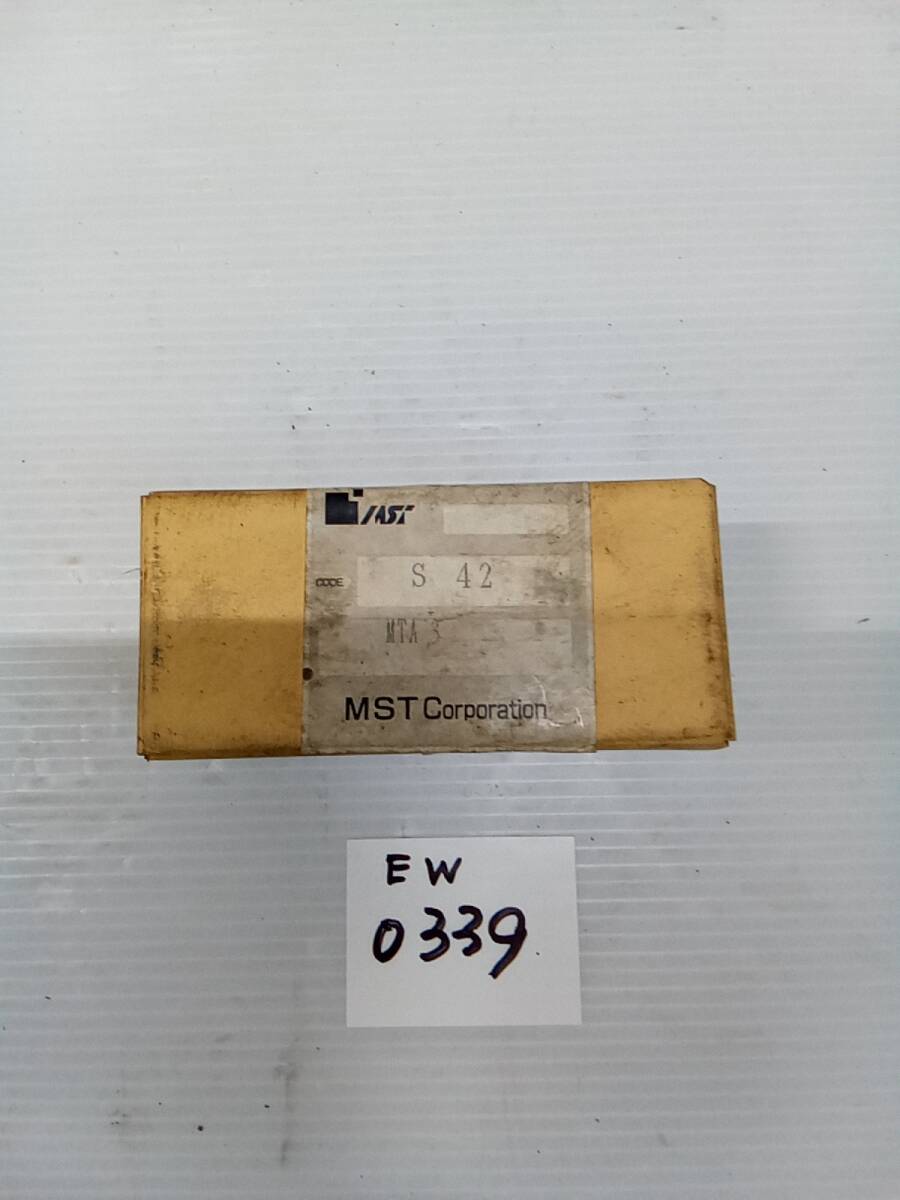 MST
CODE
S 42
MTA 3
MST Corporation
EW
0339